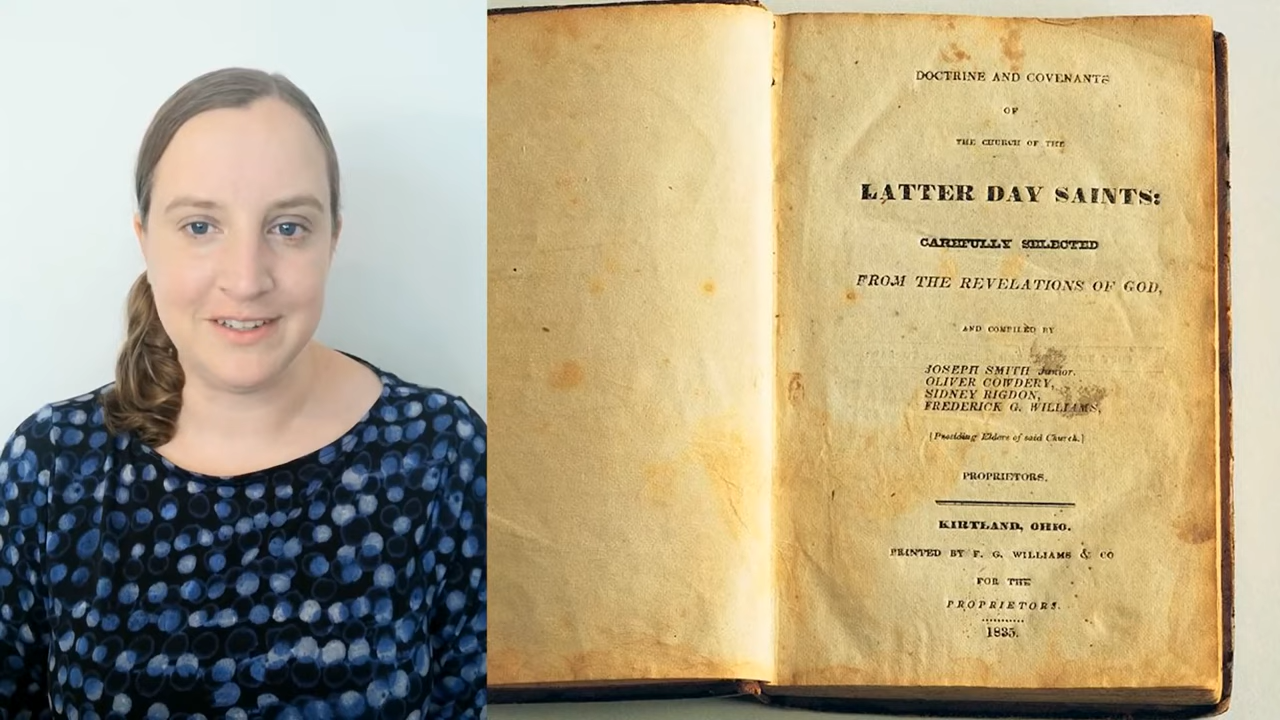 DOCTRINE AND COVENANTS
OF
THE CHURCH OF THE
LATTER DAY SAINTS:
CAREFULLY SELECTED
FROM THE REVELATIONS OF GOD,
AND COMPILED BY
JOSEPH SMITH Junior.
OLIVER COWDERY,
SIDNEY RIGDON,
FREDERICK G. WILLIAMS,
[Presiding Elders of said Church.]
PROPRIETORS.
KIRTLAND, OHIO.
PRINTED BY F. G. WILLIAMS & CO
FOR THE
PROPRIETORS.
1835.